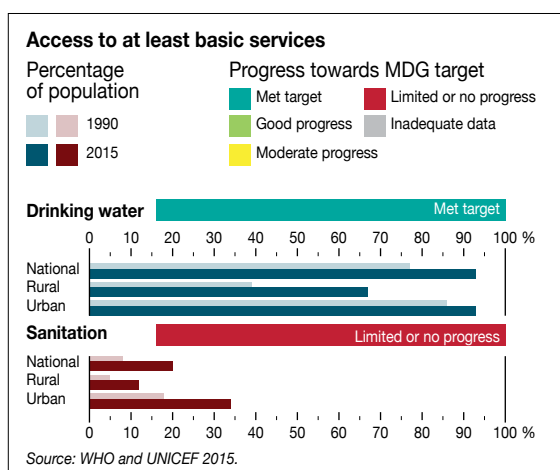 Access to at least basic services
Percentage of population
1990
2015
Progress towards MDG target
Met target
Limited or no progress
Good progress
Inadequate data
Moderate progress
Drinking water
Met target
0 10 20 30 40 50 60 70 80 90 100 %
National
Rural
Urban
Sanitation
Limited or no progress
National
Rural
Urban
0 10 20 30 40 50 60 70 80 90 100 %
Source: WHO and UNICEF 2015.